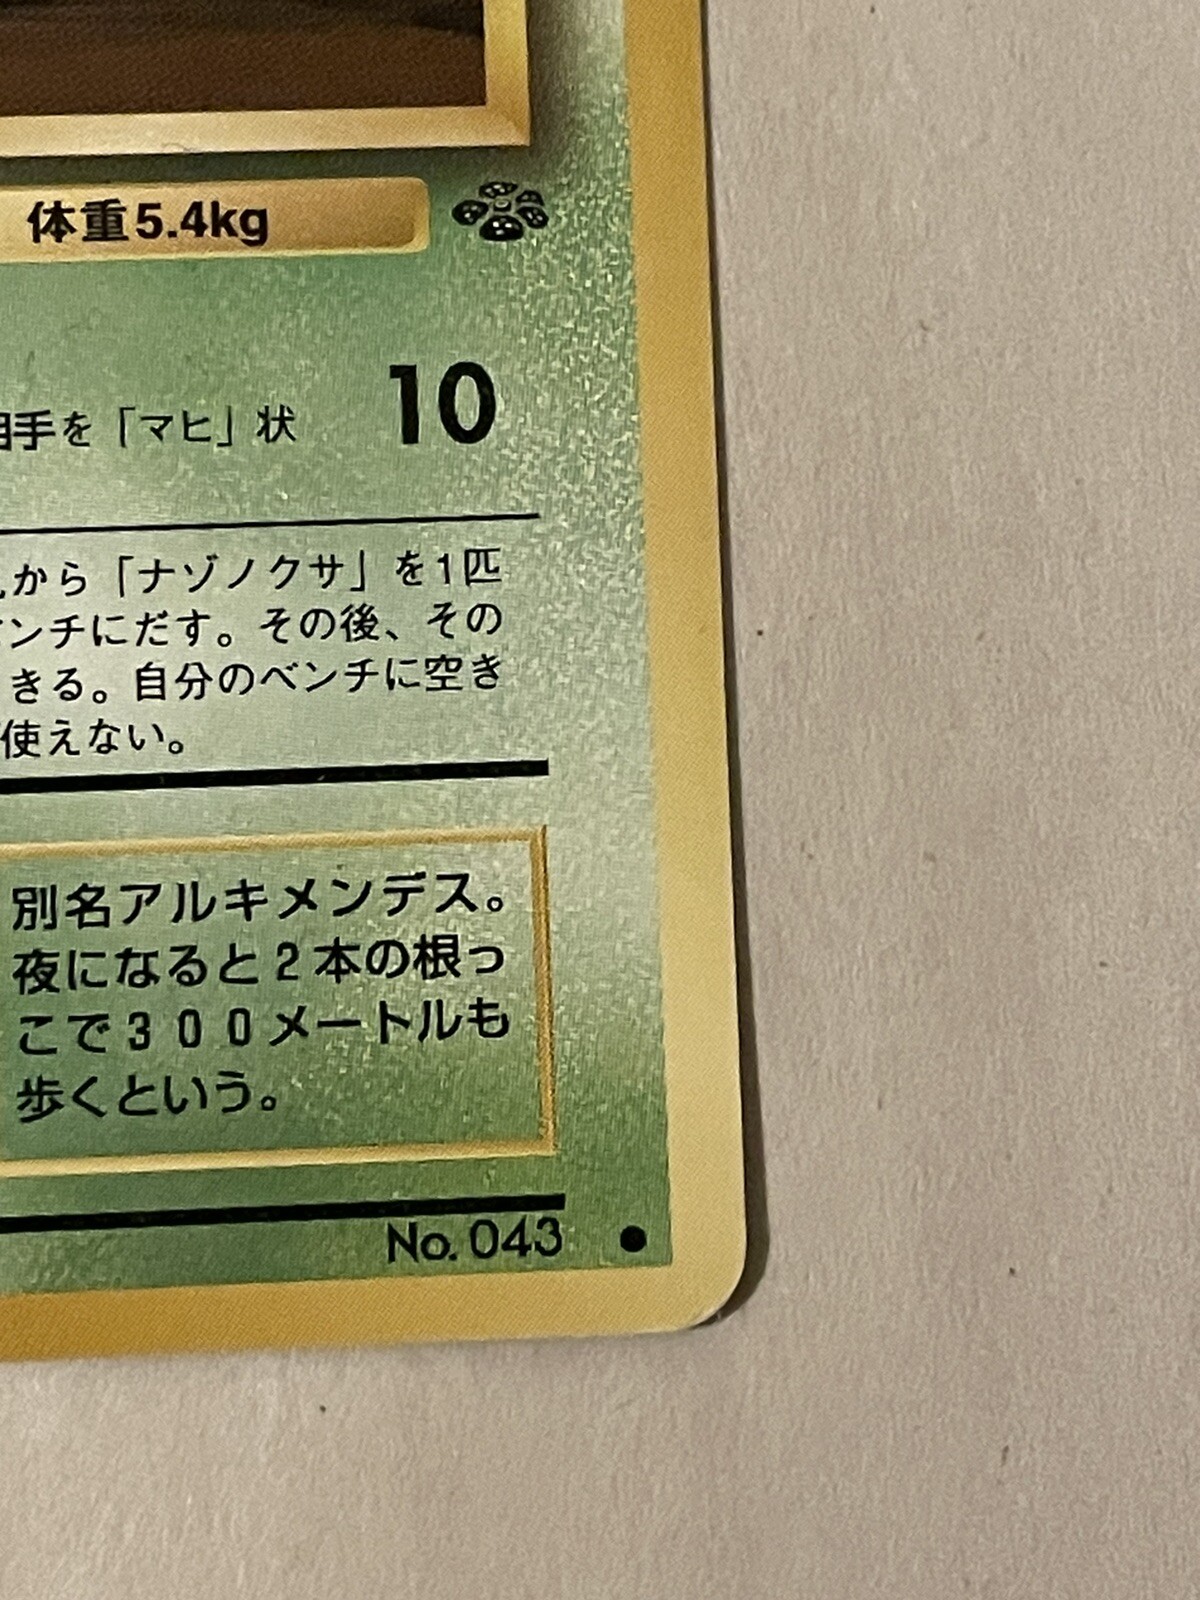 体重5.4kg
10
相手を「マヒ」状
から「ナゾノクサ」を1匹
ベンチにだす。その後、その
きる。自分のベンチに空き
使えない。
別名アルキメンデス。
夜になると2本の根っ
こで300メートルも
歩くという。
No. 043 ●